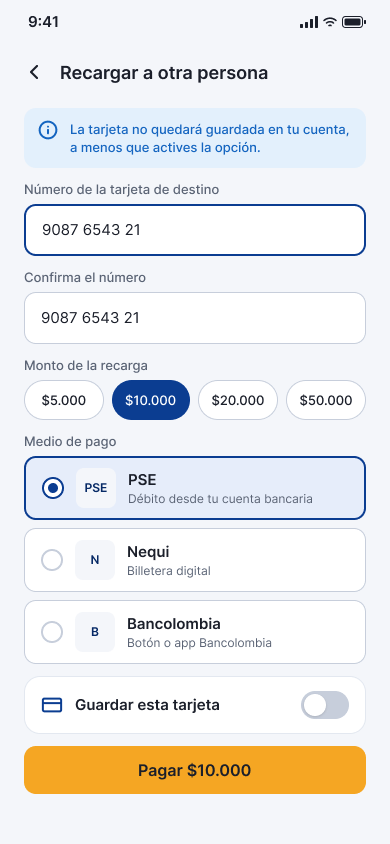 9:41
Recargar a otra persona
La tarjeta no quedará guardada en tu cuenta,
a menos que actives la opción.
Número de la tarjeta de destino
9087 6543 21
Confirma el número
9087 6543 21
Monto de la recarga
$5.000 $10.000 $20.000 $50.000
Medio de pago
PSE PSE
Débito desde tu cuenta bancaria
N Nequi
Billetera digital
B Bancolombia
Botón o app Bancolombia
Guardar esta tarjeta
Pagar $10.000